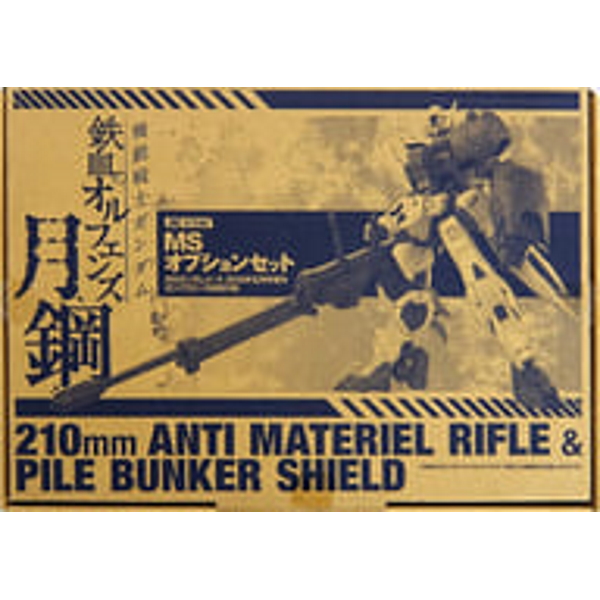 機動戦士ガンダム
鉄血のオルフェンズ
月鋼
MS
オプションセット
210mm ANTI MATERIEL RIFLE &
PILE BUNKER SHIELD